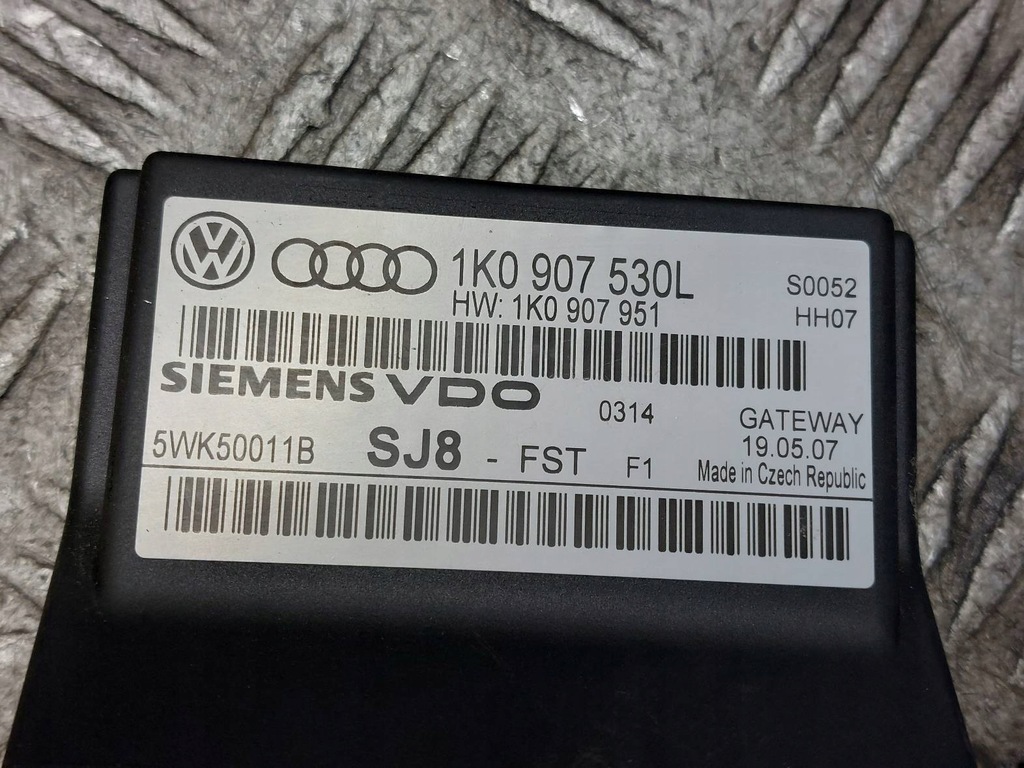 1K0 907 530L S0052
HW: 1K0 907 951 HH07
SIEMENS VDO 0314 GATEWAY
5WK50011B SJ8 - FST F1 19.05.07
Made in Czech Republic